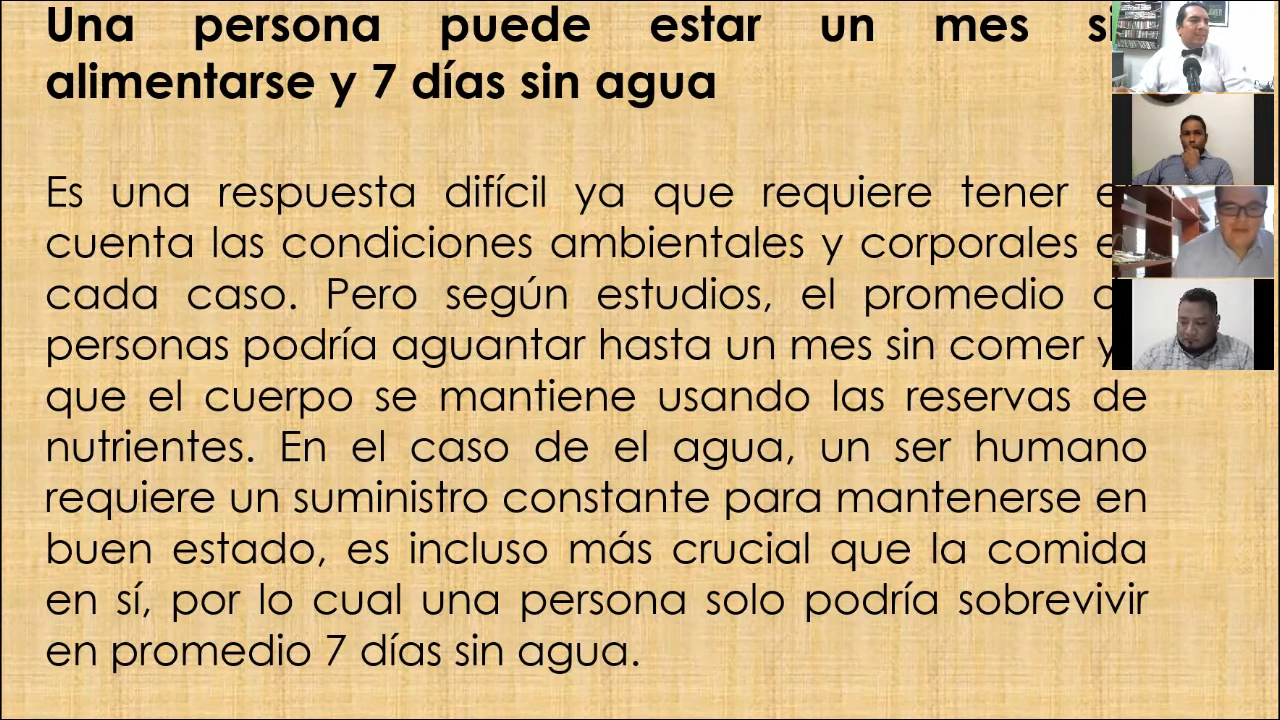 Una persona puede estar un mes si
alimentarse y 7 días sin agua
Es una respuesta difícil ya que requiere tener e
cuenta las condiciones ambientales y corporales e
cada caso. Pero según estudios, el promedio d
personas podría aguantar hasta un mes sin comer y
que el cuerpo se mantiene usando las reservas de
nutrientes. En el caso de el agua, un ser humano
requiere un suministro constante para mantenerse en
buen estado, es incluso más crucial que la comida
en sí, por lo cual una persona solo podría sobrevivir
en promedio 7 días sin agua.